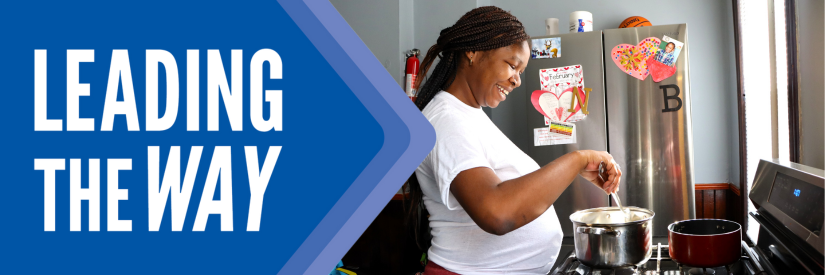 LEADING
THE WAY
February
N
B